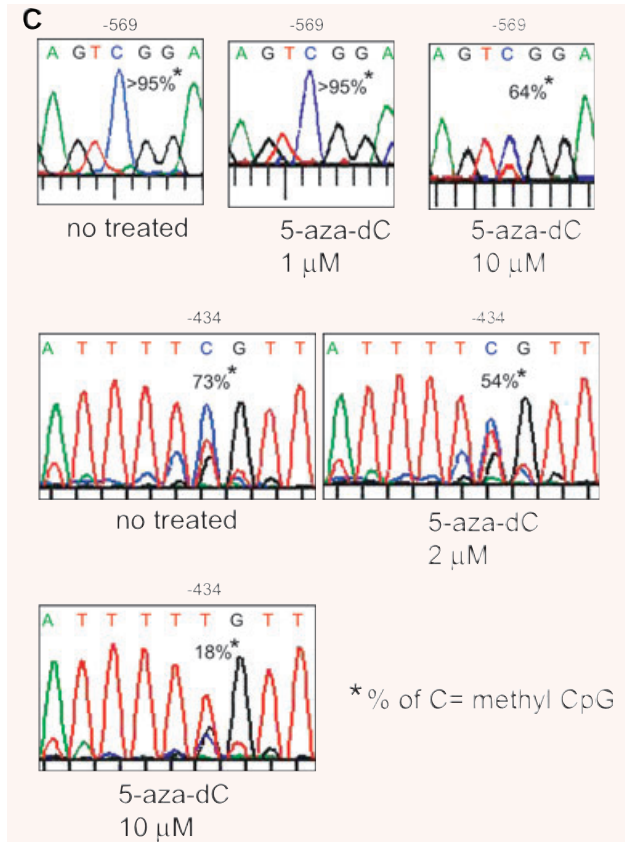 C
-569 -569 -569
A G T C G G A A G T C G G A A G T C G G A
>95%* >95%* 64%*
no treated 5-aza-dC 5-aza-dC
1 μM 10 μM
-434 -434
A T T T T C G T T A T T T T C G T T
73%* 54%*
no treated 5-aza-dC
2 μM
-434
A T T T T T G T T
18%*
*% of C= methyl CpG
5-aza-dC
10 μM